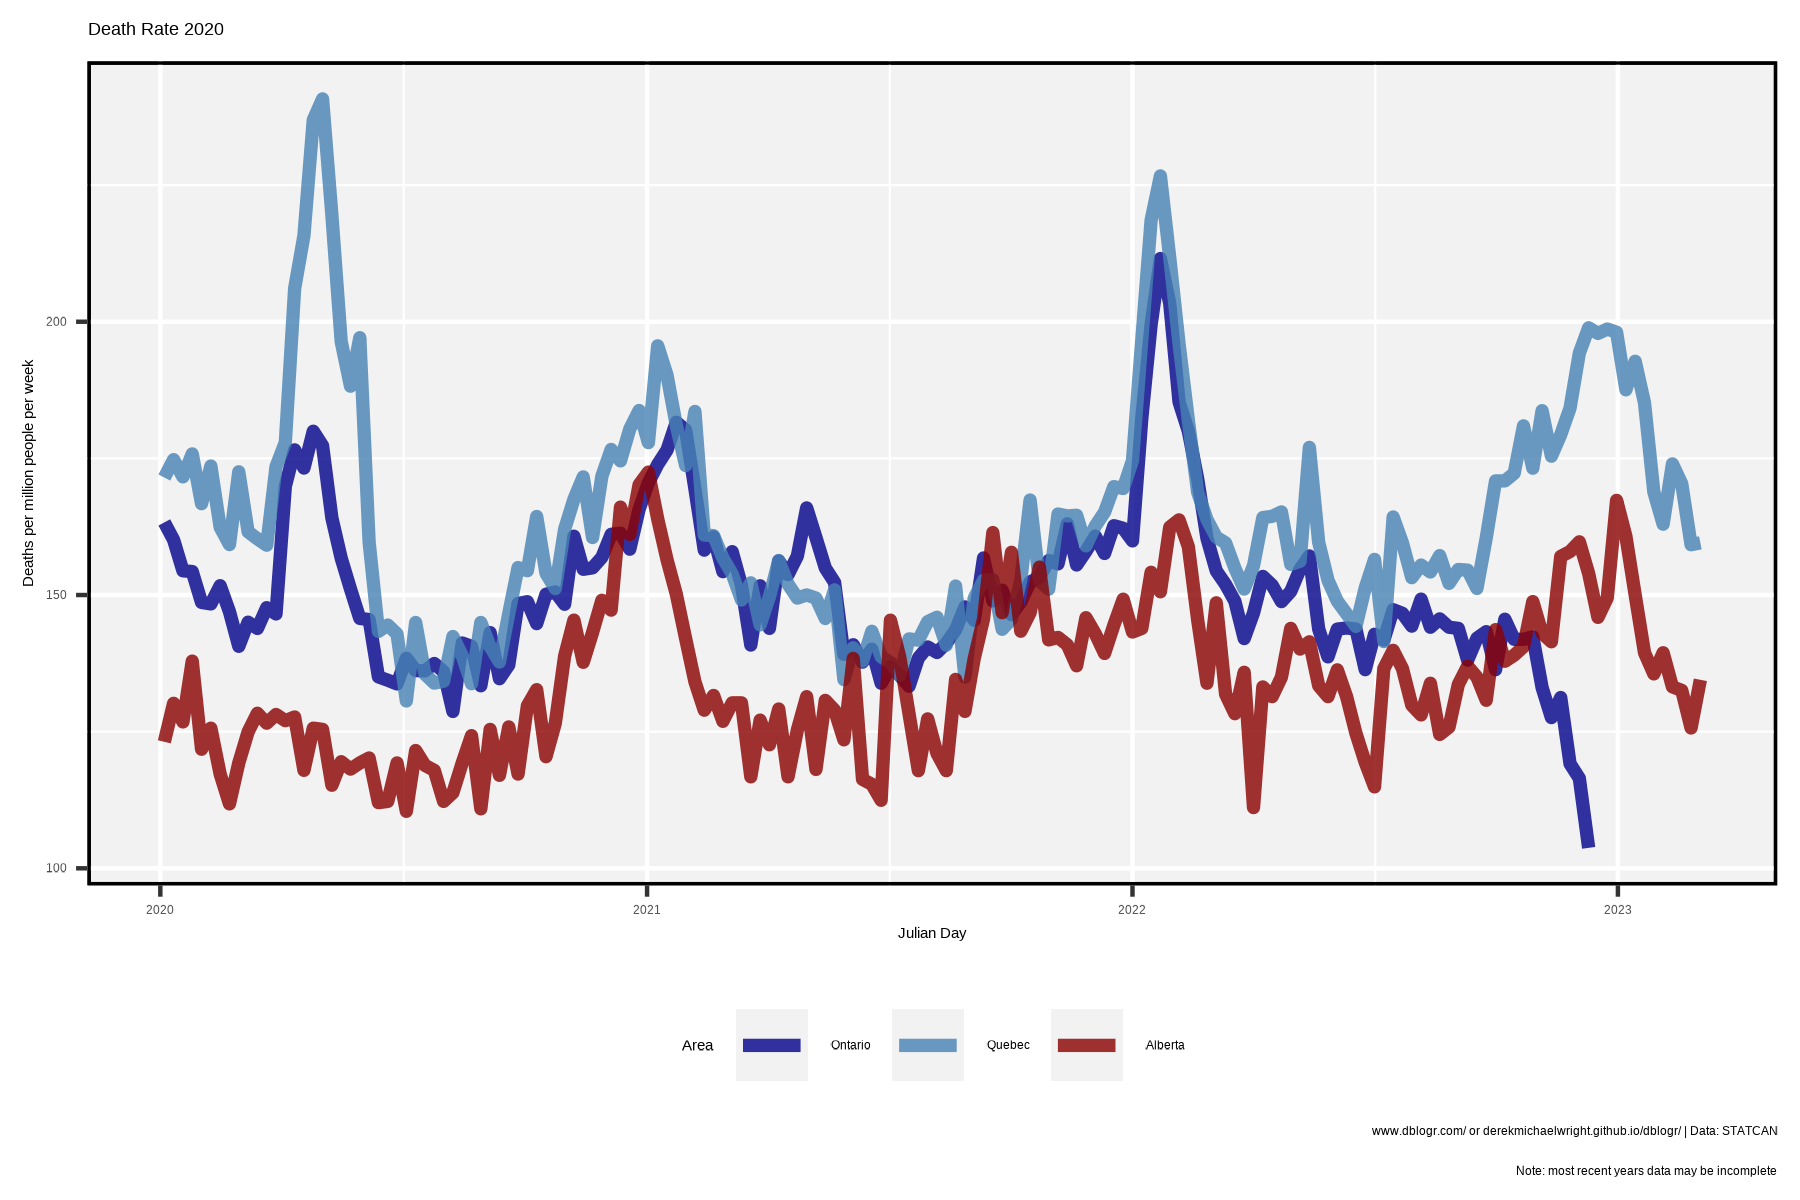 Death Rate 2020
Deaths per million people per week
200
150
100
2020
2021
2022
2023
Julian Day
Area
Ontario
Quebec
Alberta
www.dblogr.com/ or derekmichaelwright.github.io/dblogr/ | Data: STATCAN
Note: most recent years data may be incomplete